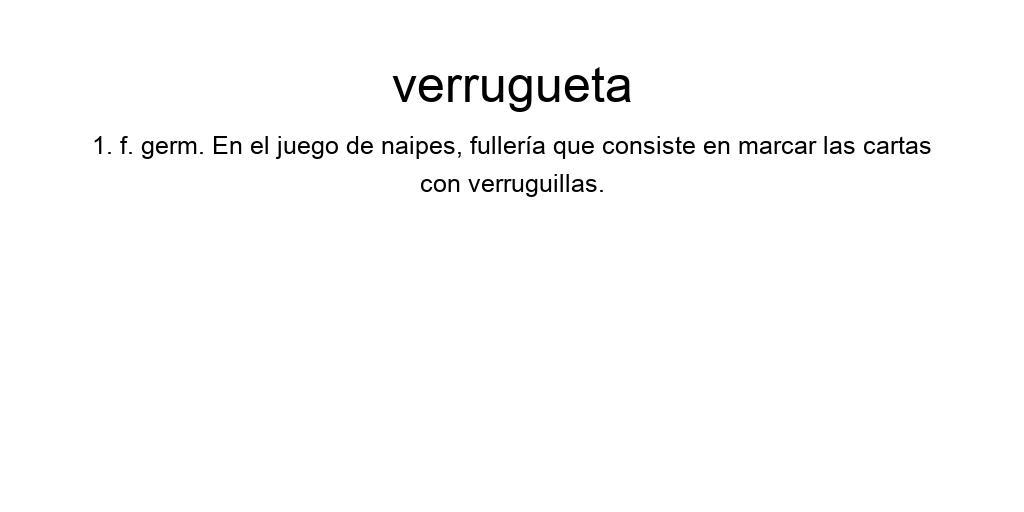 verrugueta
1. f. germ. En el juego de naipes, fullería que consiste en marcar las cartas
con verruguillas.